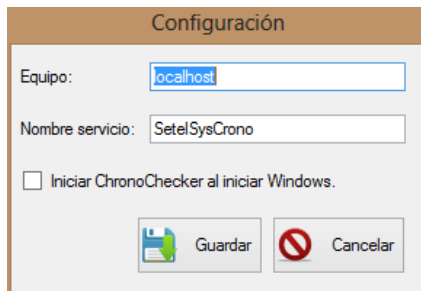 Configuración
Equipo: localhost
Nombre servicio: SetelSysCrono
Iniciar ChronoChecker al iniciar Windows.
Guardar Cancelar